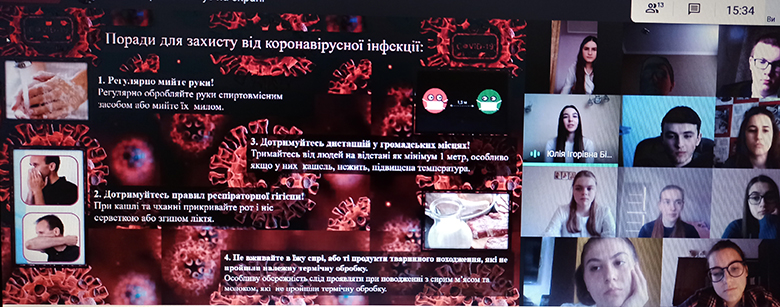 13
15:34
Ви
Поради для захисту від коронавірусної інфекції:
COVID-19
1. Регулярно мийте руки!
Регулярно обробляйте руки спиртовмісним
засобом або мийте їх милом.
1,5 м
3. Дотримуйтесь дистанцій у громадських місцях!
Тримайтесь від людей на відстані як мінімум 1 метр, особливо
якщо у них кашель, нежить, підвищена температура.
2. Дотримуйтесь правил респіраторної гігієни!
При кашлі та чханні прикривайте рот і ніс
серветкою або згином ліктя.
4. Не вживайте в їжу сирі, або ті продукти тваринного походження, які не
пройшли належну термічну обробку.
Особливу обережність слід проявляти при поводженні з сирим м'ясом та
молоком, які не пройшли термічну обробку.
Юлія Ігорівна Бі...